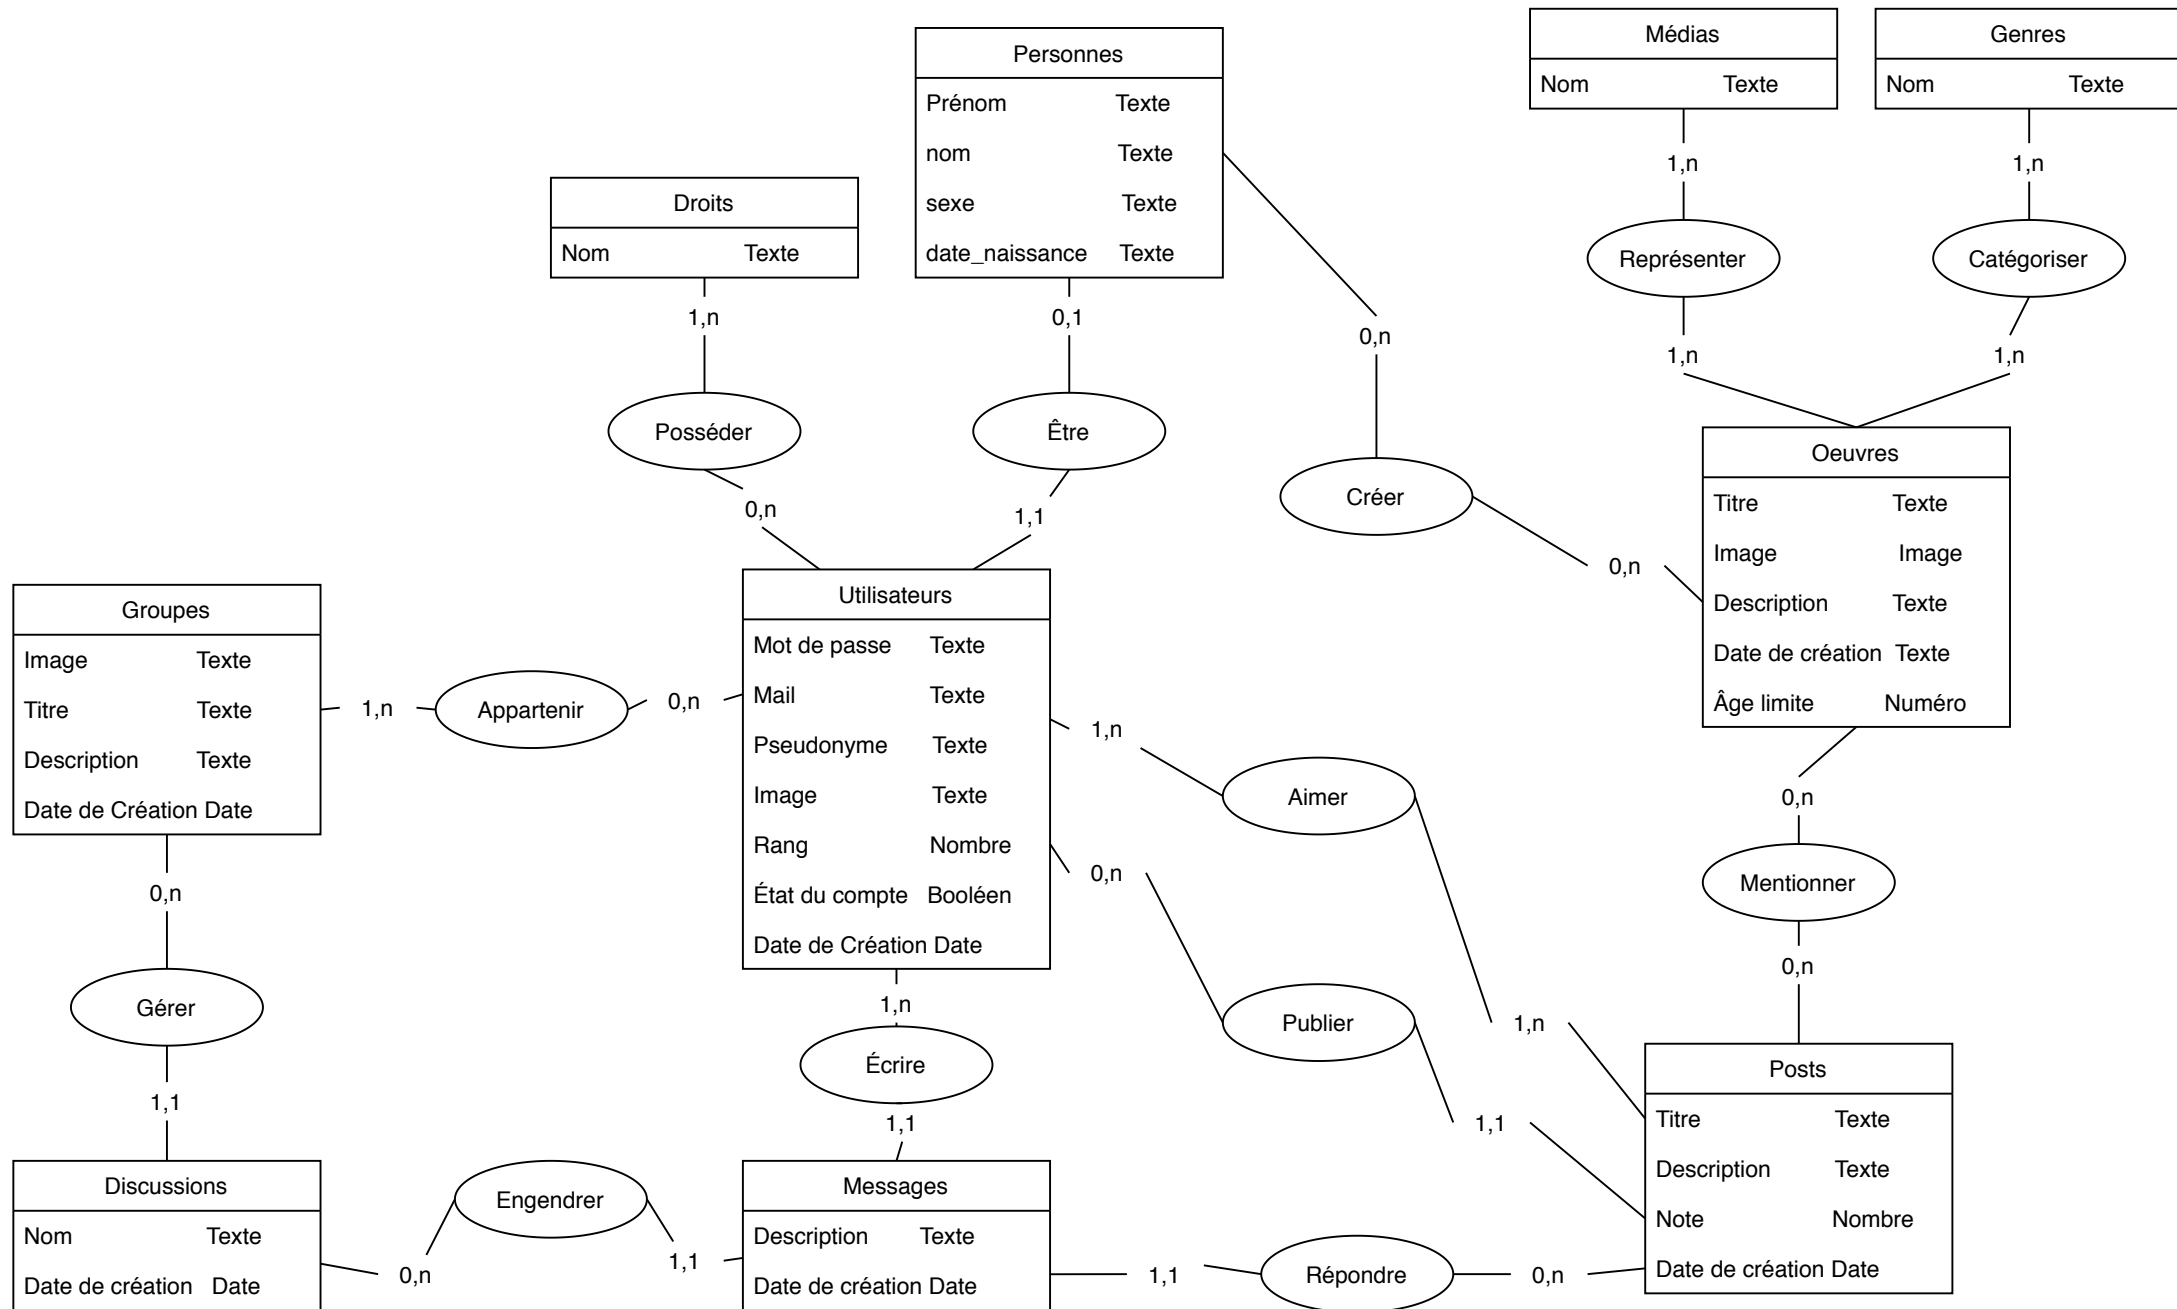 Médias
Nom Texte
Genres
Nom Texte
Personnes
Prénom Texte
nom Texte
sexe Texte
date_naissance Texte
1,n
1,n
Droits
Nom Texte
Représenter
Catégoriser
1,n
0,1
0,n
1,n
1,n
Posséder
Être
Créer
0,n
1,1
0,n
Oeuvres
Titre Texte
Image Image
Description Texte
Date de création Texte
Âge limite Numéro
Groupes
Image Texte
Titre Texte
Description Texte
Date de Création Date
1,n
Appartenir
0,n
Utilisateurs
Mot de passe Texte
Mail Texte
Pseudonyme Texte
Image Texte
Rang Nombre
État du compte Booléen
Date de Création Date
1,n
Aimer
1,n
0,n
Publier
1,1
0,n
Mentionner
0,n
0,n
Gérer
1,1
1,n
Écrire
1,1
Posts
Titre Texte
Description Texte
Note Nombre
Date de création Date
Discussions
Nom Texte
Date de création Date
0,n
Engendrer
1,1
Messages
Description Texte
Date de création Date
1,1
Répondre
0,n